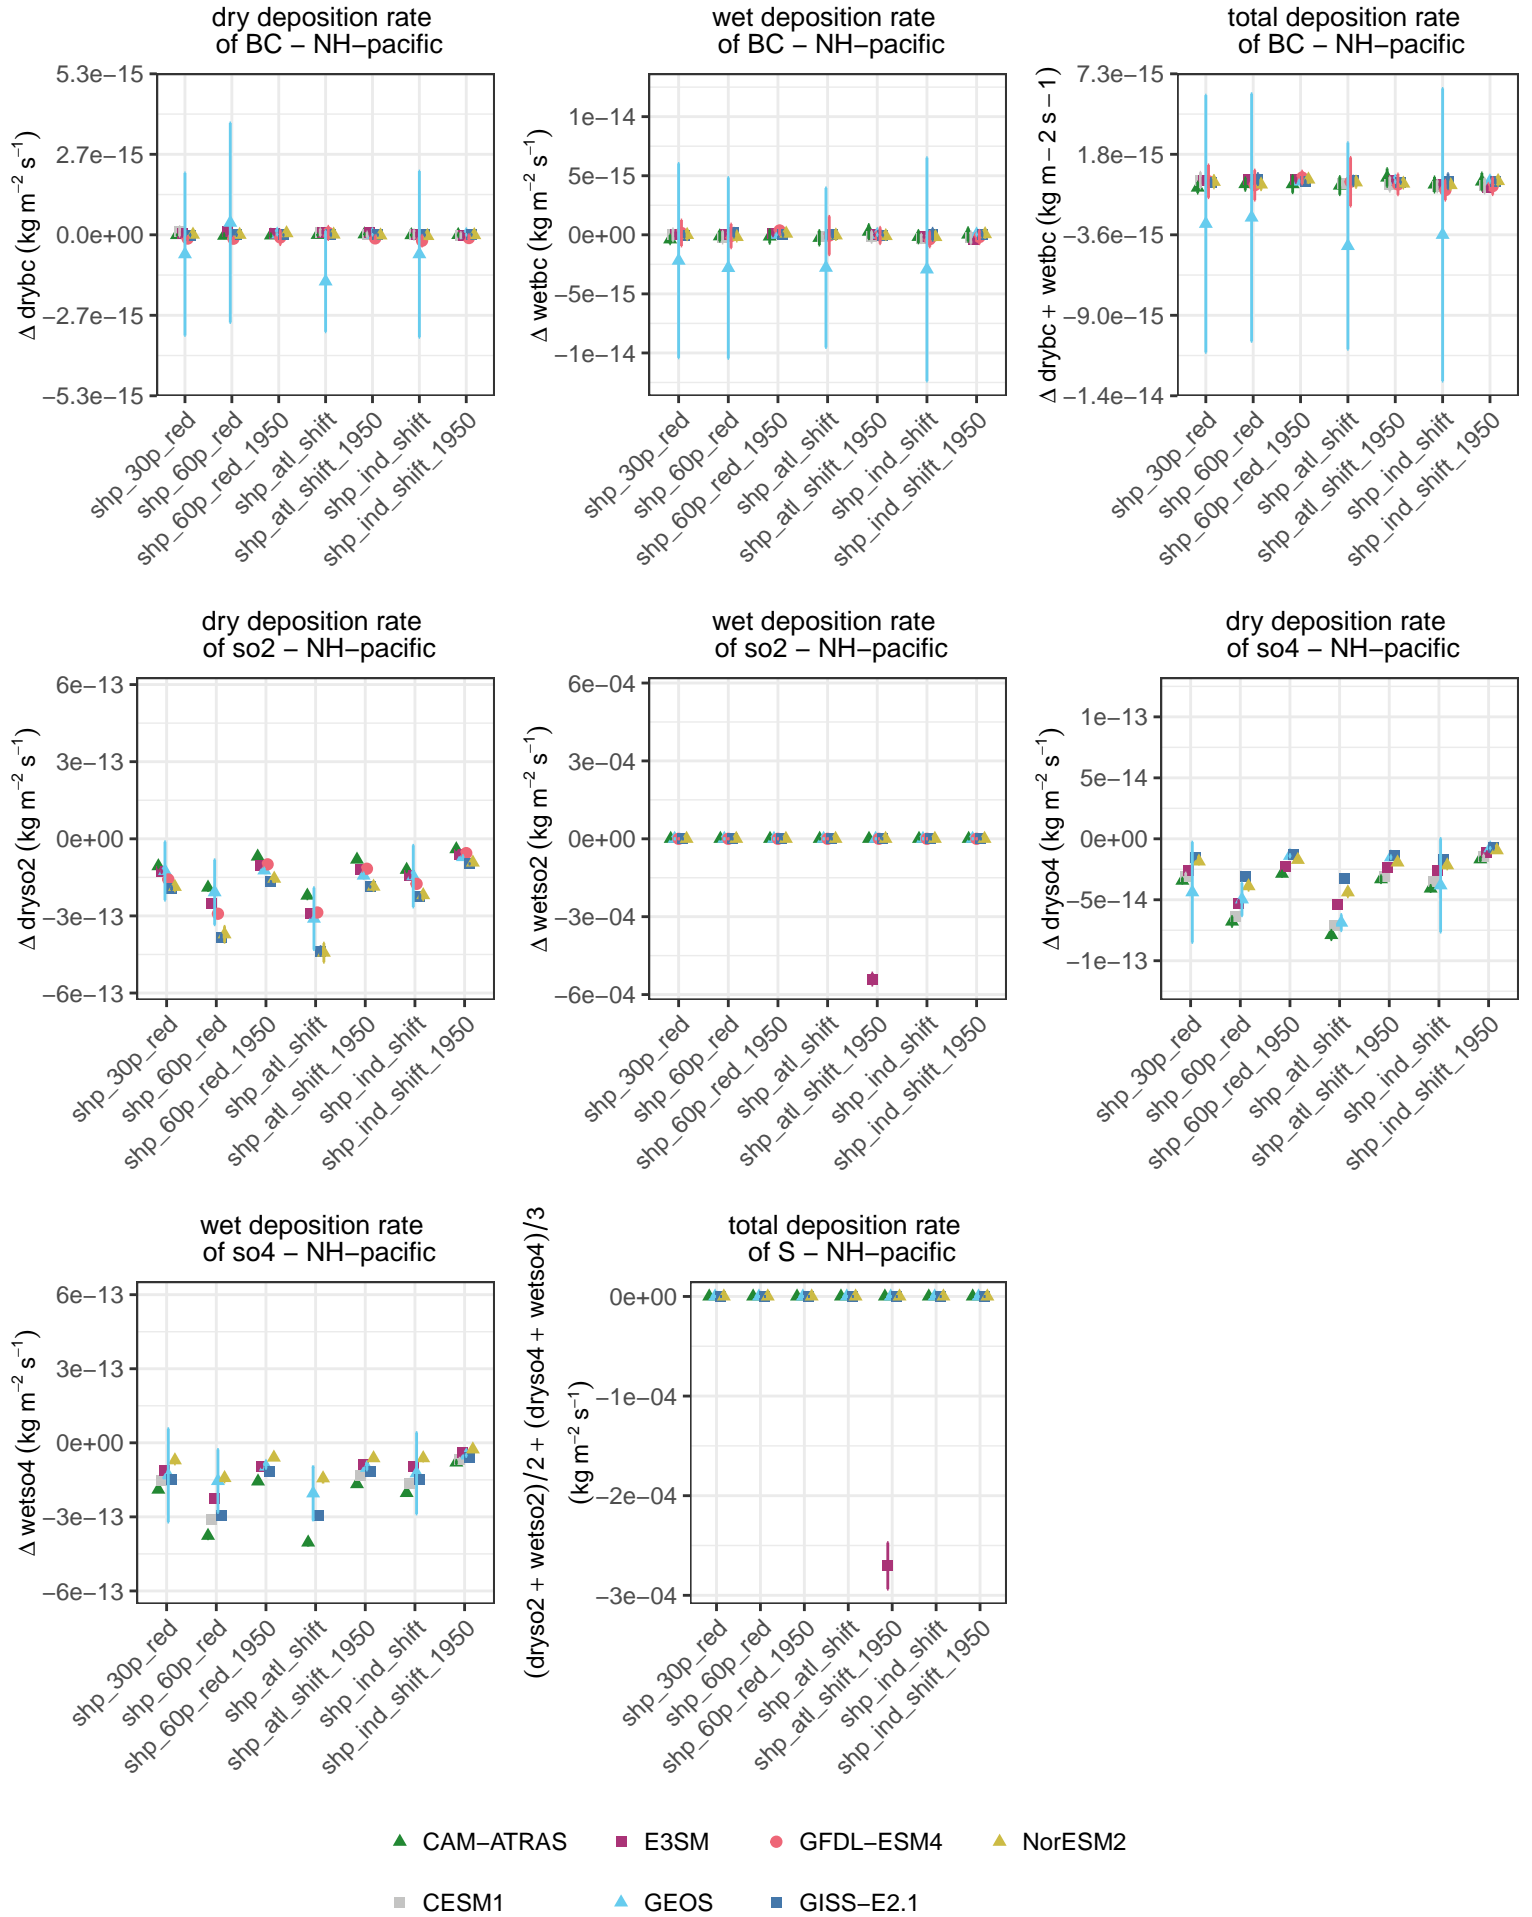 dry deposition rate
of BC − NH−pacific
Δ drybc (kg m−2 s−1)
5.3e−15
2.7e−15
0.0e+00
−2.7e−15
−5.3e−15
shp_30p_red
shp_60p_red
shp_60p_red_1950
shp_atl_shift
shp_atl_shift_1950
shp_ind_shift
shp_ind_shift_1950
wet deposition rate
of BC − NH−pacific
Δ wetbc (kg m−2 s−1)
1e−14
5e−15
0e+00
−5e−15
−1e−14
shp_30p_red
shp_60p_red
shp_60p_red_1950
shp_atl_shift
shp_atl_shift_1950
shp_ind_shift
shp_ind_shift_1950
total deposition rate
of BC − NH−pacific
Δ drybc + wetbc (kg m − 2 s − 1)
7.3e−15
1.8e−15
−3.6e−15
−9.0e−15
−1.4e−14
shp_30p_red
shp_60p_red
shp_60p_red_1950
shp_atl_shift
shp_atl_shift_1950
shp_ind_shift
shp_ind_shift_1950
dry deposition rate
of so2 − NH−pacific
Δ dryso2 (kg m−2 s−1)
6e−13
3e−13
0e+00
−3e−13
−6e−13
shp_30p_red
shp_60p_red
shp_60p_red_1950
shp_atl_shift
shp_atl_shift_1950
shp_ind_shift
shp_ind_shift_1950
wet deposition rate
of so2 − NH−pacific
Δ wetso2 (kg m−2 s−1)
6e−04
3e−04
0e+00
−3e−04
−6e−04
shp_30p_red
shp_60p_red
shp_60p_red_1950
shp_atl_shift
shp_atl_shift_1950
shp_ind_shift
shp_ind_shift_1950
dry deposition rate
of so4 − NH−pacific
Δ dryso4 (kg m−2 s−1)
1e−13
5e−14
0e+00
−5e−14
−1e−13
shp_30p_red
shp_60p_red
shp_60p_red_1950
shp_atl_shift
shp_atl_shift_1950
shp_ind_shift
shp_ind_shift_1950
wet deposition rate
of so4 − NH−pacific
Δ wetso4 (kg m−2 s−1)
6e−13
3e−13
0e+00
−3e−13
−6e−13
shp_30p_red
shp_60p_red
shp_60p_red_1950
shp_atl_shift
shp_atl_shift_1950
shp_ind_shift
shp_ind_shift_1950
total deposition rate
of S − NH−pacific
(dryso2 + wetso2)/2 + (dryso4 + wetso4)/3
(kg m−2 s−1)
0e+00
−1e−04
−2e−04
−3e−04
shp_30p_red
shp_60p_red
shp_60p_red_1950
shp_atl_shift
shp_atl_shift_1950
shp_ind_shift
shp_ind_shift_1950
CAM−ATRAS
E3SM
GFDL−ESM4
NorESM2
CESM1
GEOS
GISS−E2.1